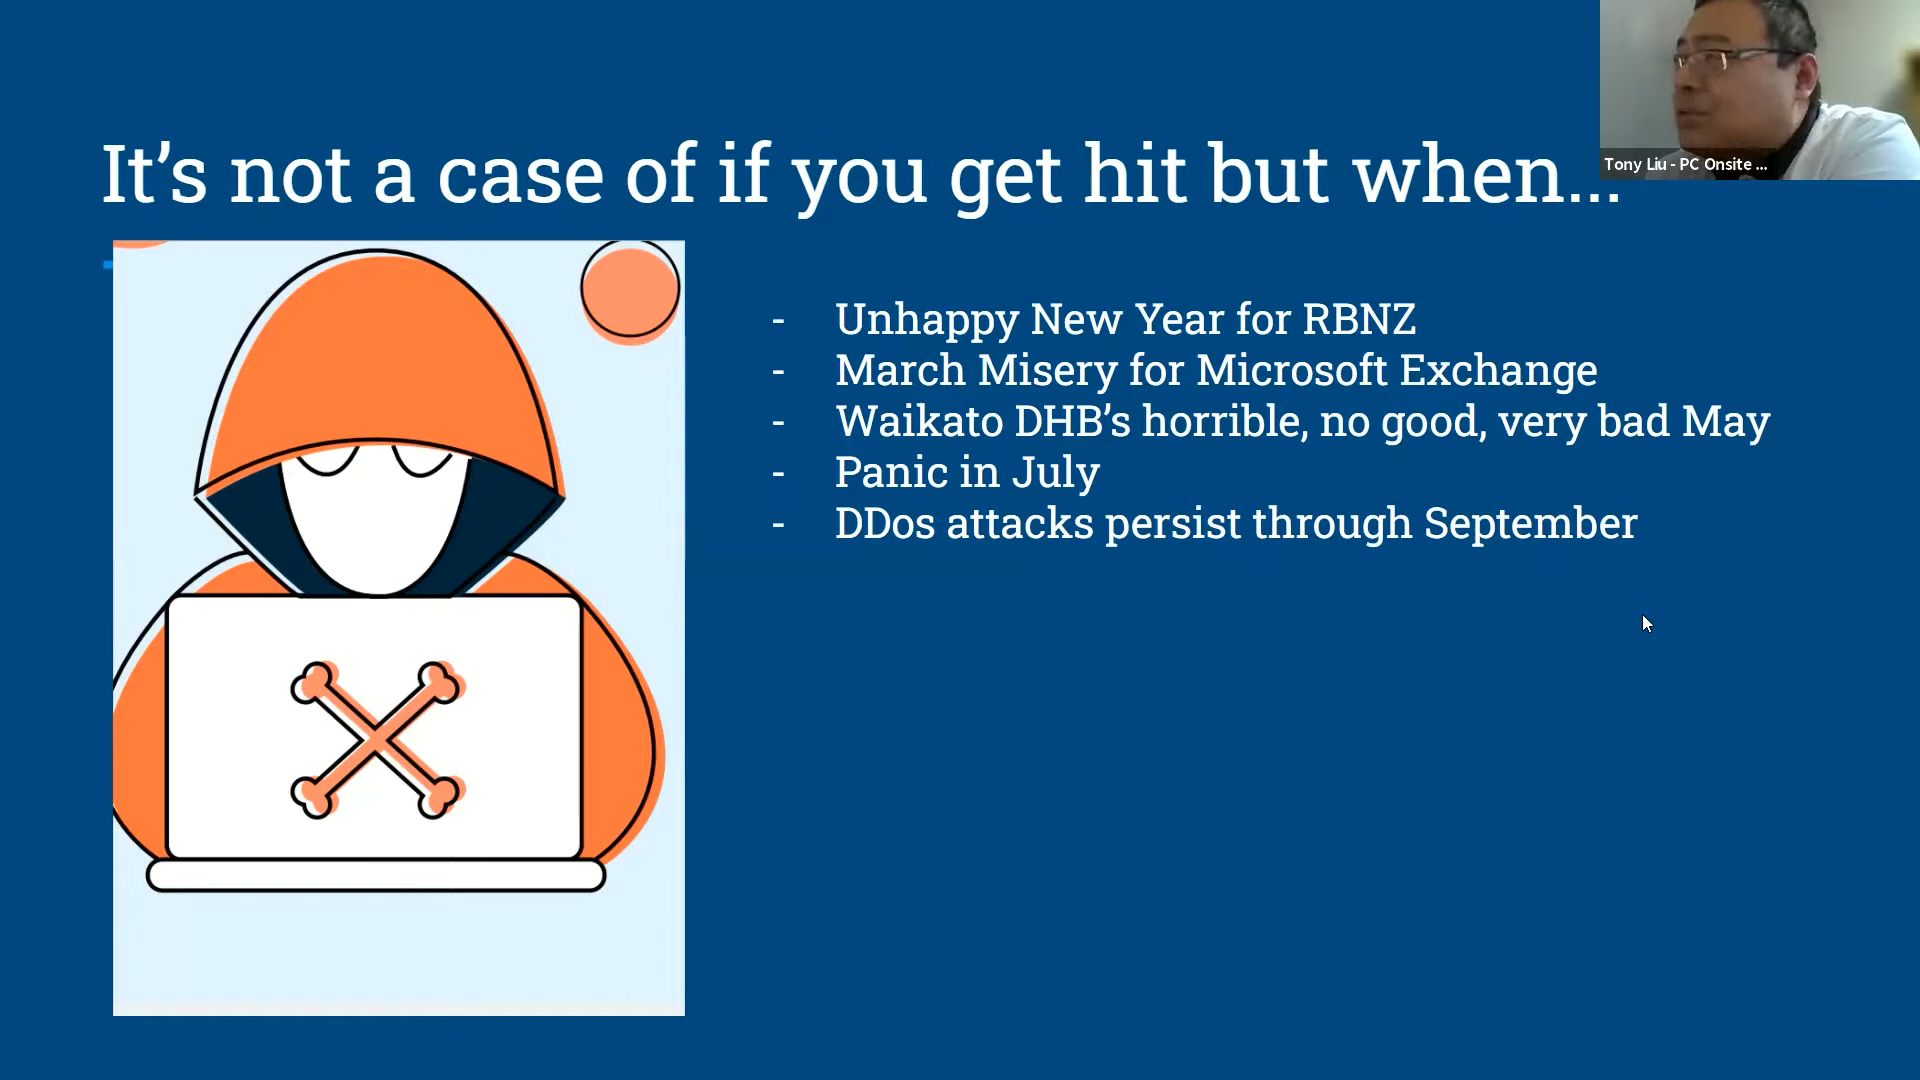 It’s not a case of if you get hit but when...
Tony Liu - PC Onsite ...
- Unhappy New Year for RBNZ
- March Misery for Microsoft Exchange
- Waikato DHB’s horrible, no good, very bad May
- Panic in July
- DDos attacks persist through September